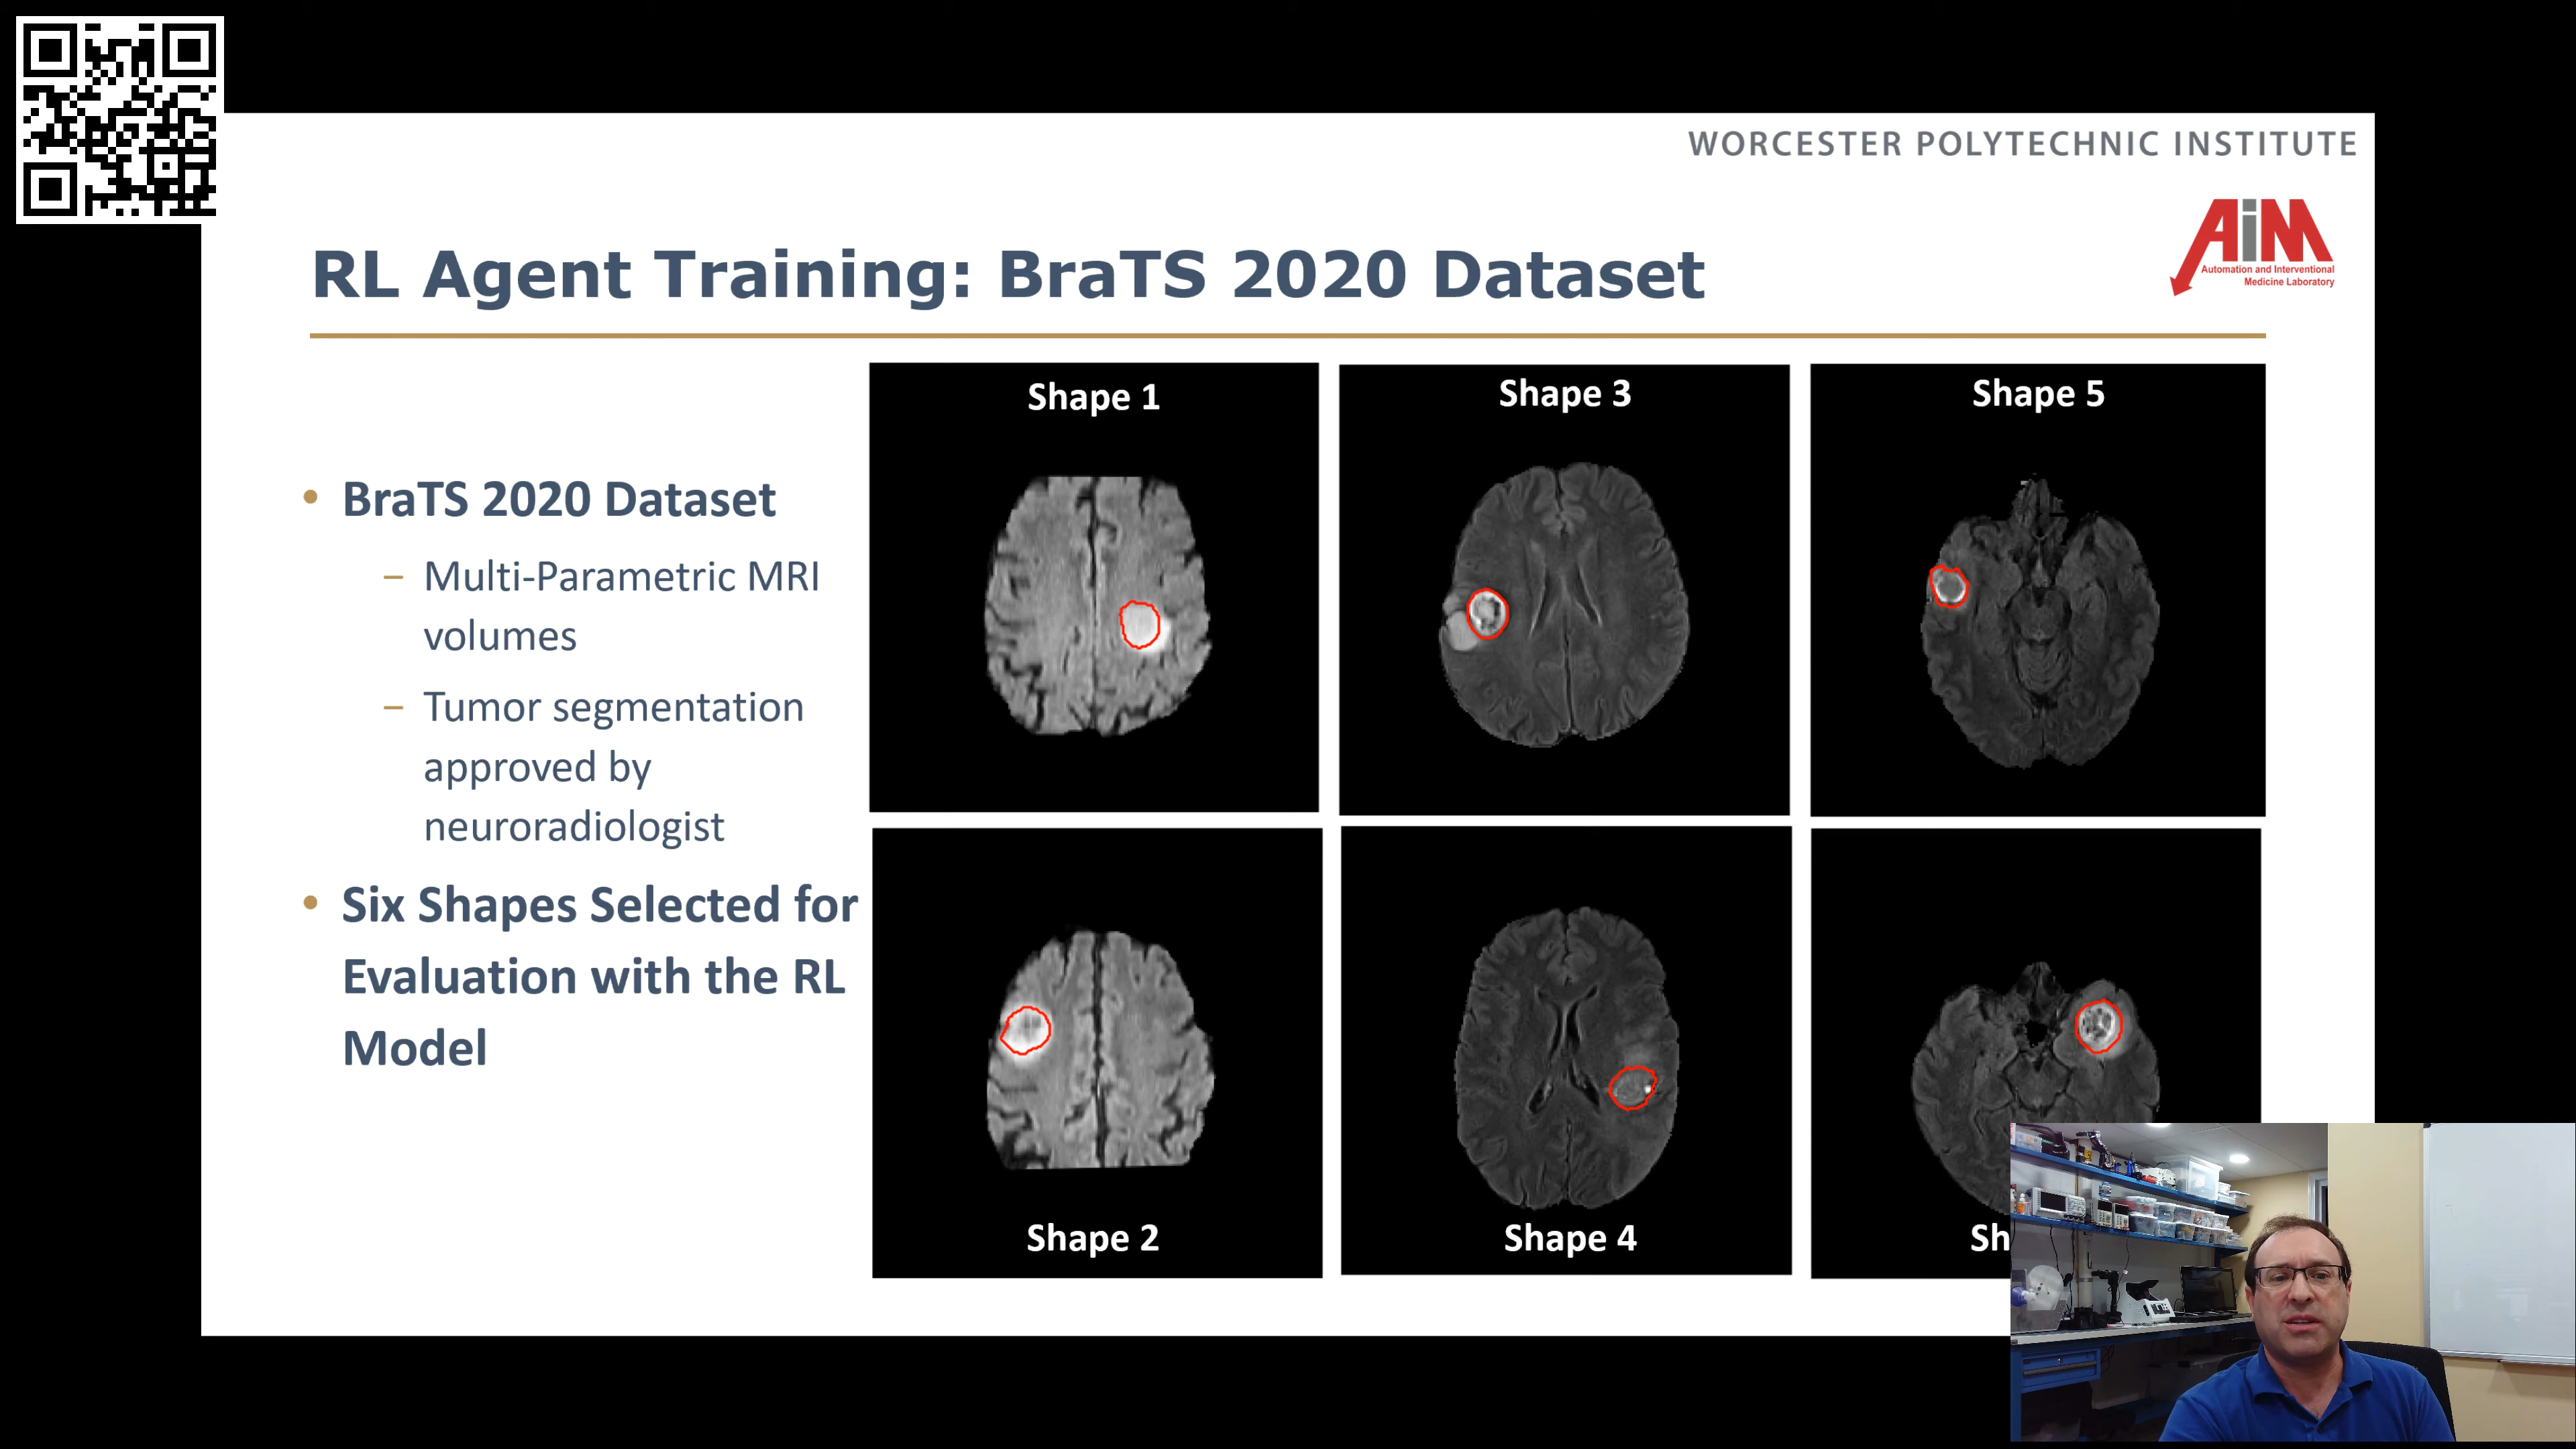 WORCESTER POLYTECHNIC INSTITUTE
AiM
Automation and Interventional
Medicine Laboratory
RL Agent Training: BraTS 2020 Dataset
• BraTS 2020 Dataset
– Multi-Parametric MRI
volumes
– Tumor segmentation
approved by
neuroradiologist
• Six Shapes Selected for
Evaluation with the RL
Model
Shape 1
Shape 3
Shape 5
Shape 2
Shape 4
Sh